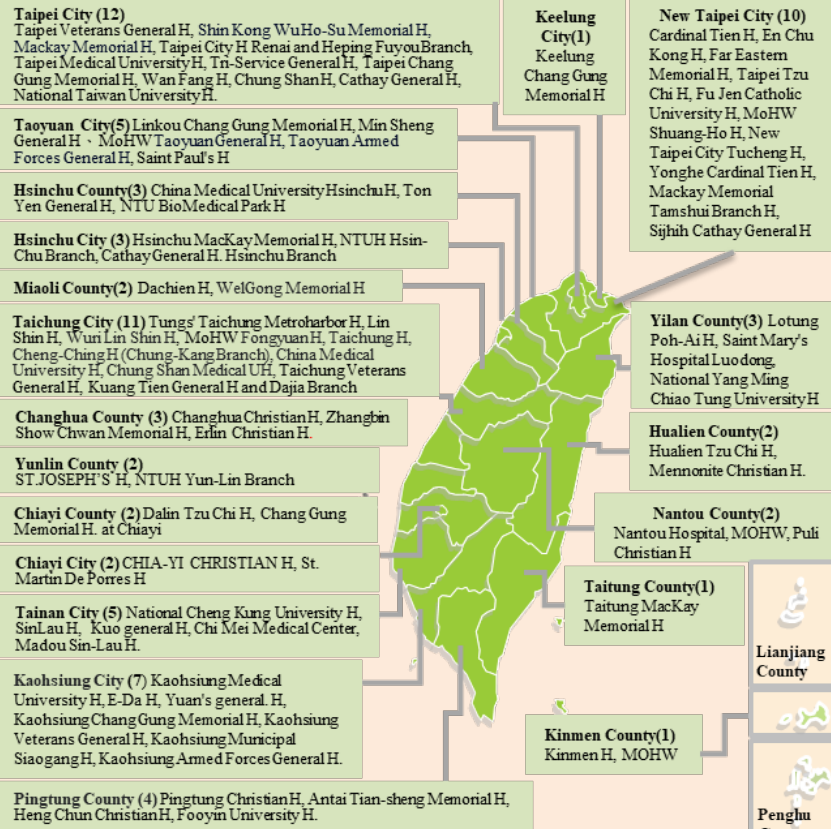 Taipei City (12)
Taipei Veterans General H, Shin Kong Wu Ho-Su Memorial H,
Mackay Memorial H, Taipei City H Renai and Heping Fuyou Branch,
Taipei Medical University H, Tri-Service General H, Taipei Chang
Gung Memorial H, Wan Fang H, Chung Shan H, Cathay General H,
National Taiwan University H.
Keelung
City(1)
Keelung
Chang Gung
Memorial H
New Taipei City (10)
Cardinal Tien H, En Chu
Kong H, Far Eastern
Memorial H, Taipei Tzu
Chi H, Fu Jen Catholic
University H, MoHW
Shuang-Ho H, New
Taipei City Tucheng H,
Yonghe Cardinal Tien H,
Mackay Memorial
Tamshui Branch H,
Sijhih Cathay General H
Taoyuan City(5) Linkou Chang Gung Memorial H, Min Sheng
General H、MoHW Taoyuan General H, Taoyuan Armed
Forces General H, Saint Paul's H
Hsinchu County(3) China Medical University Hsinchu H, Ton
Yen General H, NTU BioMedical Park H
Hsinchu City (3) Hsinchu MacKay Memorial H, NTUH Hsin-
Chu Branch, Cathay General H. Hsinchu Branch
Miaoli County(2) Dachien H, WelGong Memorial H
Taichung City (11) Tungs' Taichung Metroharbor H, Lin
Shin H, Wuri Lin Shin H, MoHW Fongyuan H, Taichung H,
Cheng-Ching H (Chung-Kang Branch), China Medical
University H, Chung Shan Medical UH, Taichung Veterans
General H, Kuang Tien General H and Dajia Branch
Changhua County (3) Changhua Christian H, Zhangbin
Show Chwan Memorial H, Erlin Christian H.
Yunlin County (2)
ST.JOSEPH'S H, NTUH Yun-Lin Branch
Chiayi County (2) Dalin Tzu Chi H, Chang Gung
Memorial H. at Chiayi
Chiayi City (2) CHIA-YI CHRISTIAN H, St.
Martin De Porres H
Tainan City (5) National Cheng Kung University H,
SinLau H, Kuo general H, Chi Mei Medical Center,
Madou Sin-Lau H.
Kaohsiung City (7) Kaohsiung Medical
University H, E-Da H, Yuan's general. H,
Kaohsiung Chang Gung Memorial H, Kaohsiung
Veterans General H, Kaohsiung Municipal
Siaogang H, Kaohsiung Armed Forces General H.
Pingtung County (4) Pingtung Christian H, Antai Tian-sheng Memorial H,
Heng Chun Christian H, Fooyin University H.
Yilan County(3) Lotung
Poh-Ai H, Saint Mary's
Hospital Luodong,
National Yang Ming
Chiao Tung University H
Hualien County(2)
Hualien Tzu Chi H,
Mennonite Christian H.
Nantou County(2)
Nantou Hospital, MOHW, Puli
Christian H
Taitung County(1)
Taitung MacKay
Memorial H
Kinmen County(1)
Kinmen H, MOHW
Lianjiang
County
Penghu